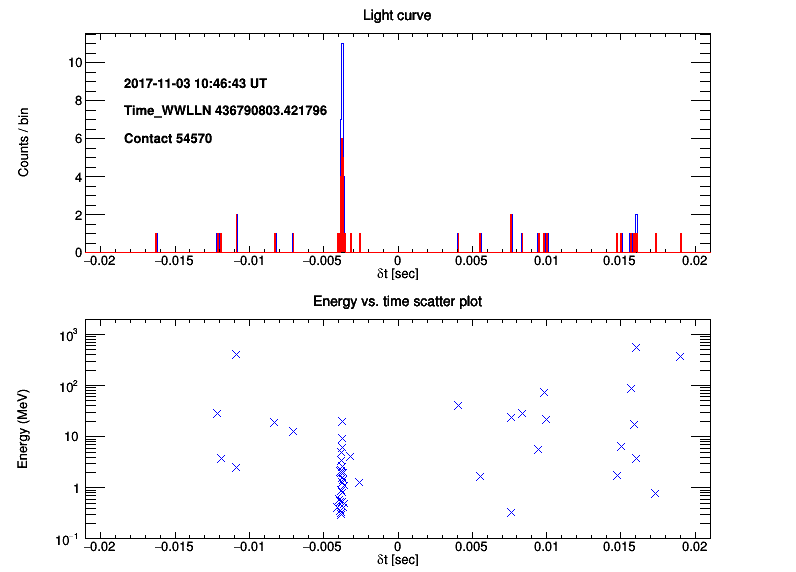 Light curve
Counts / bin
10
8
6
4
2
0
2017-11-03 10:46:43 UT
Time_WWLLN 436790803.421796
Contact 54570
−0.02 −0.015 −0.01 −0.005 0 0.005 0.01 0.015 0.02
δt [sec]
Energy vs. time scatter plot
Energy (MeV)
10³
10²
10
1
10⁻¹
−0.02 −0.015 −0.01 −0.005 0 0.005 0.01 0.015 0.02
δt [sec]